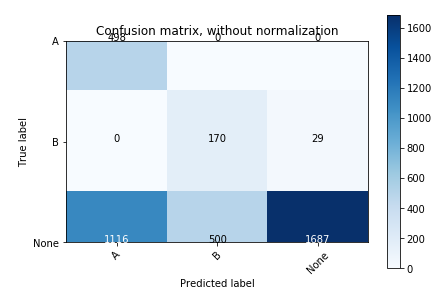 Confusion matrix, without normalization
A 498 0 0
B 0 170 29
None 1116 500 1687
A B None
True label
Predicted label
1600
1400
1200
1000
800
600
400
200
0